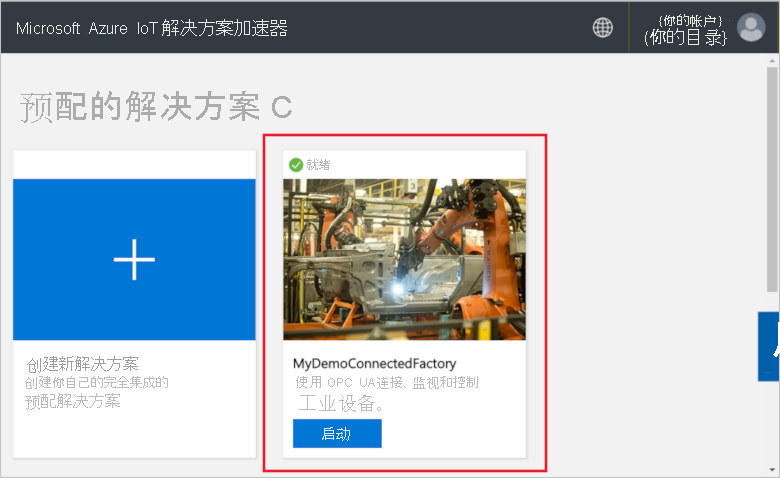 Microsoft Azure IoT 解决方案加速器
{你的帐户}
{你的目录}
预配的解决方案 C
就绪
创建新解决方案
创建你自己的完全集成的
预配解决方案
MyDemoConnectedFactory
使用 OPC UA连接、监视和控制
工业设备。
启动